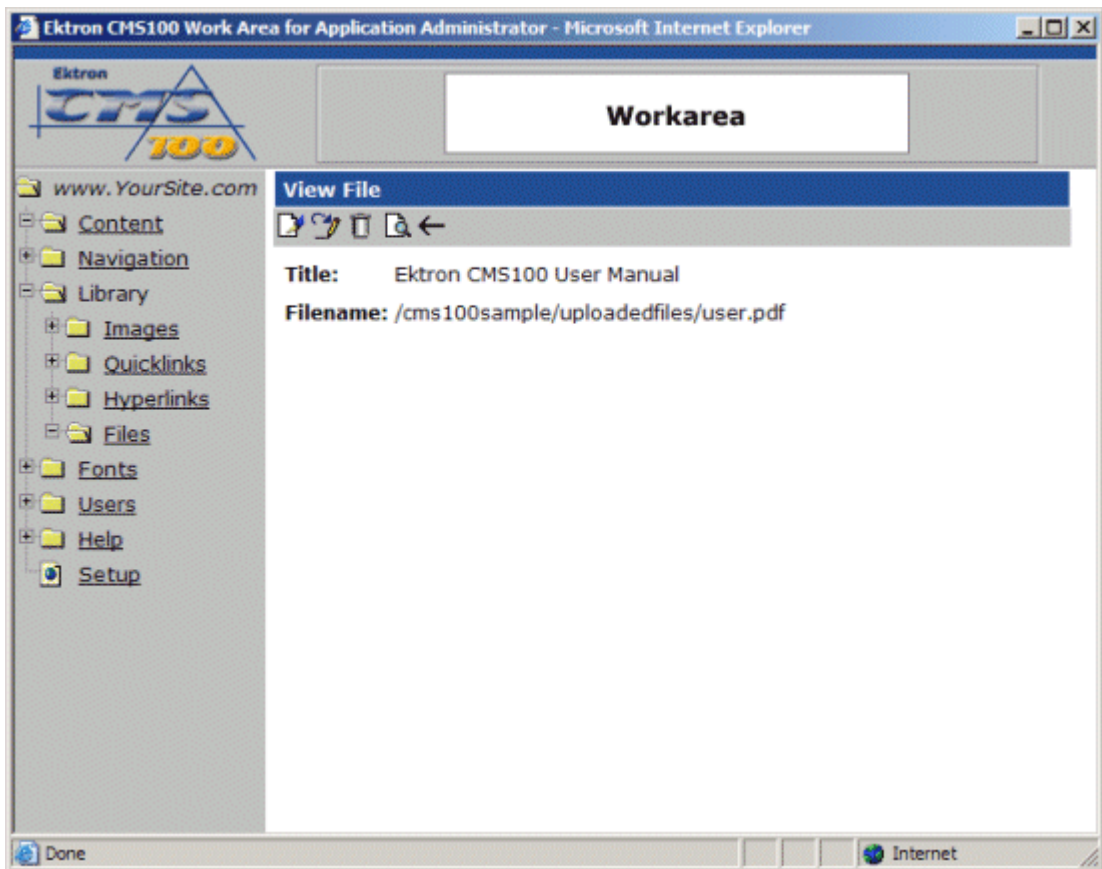 Ektron CMS100 Work Area for Application Administrator - Microsoft Internet Explorer
Ektron
CMS
100
Workarea
www.YourSite.com
Content
Navigation
Library
Images
Quicklinks
Hyperlinks
Files
Fonts
Users
Help
Setup
View File
Title: Ektron CMS100 User Manual
Filename: /cms100sample/uploadedfiles/user.pdf
Done
Internet